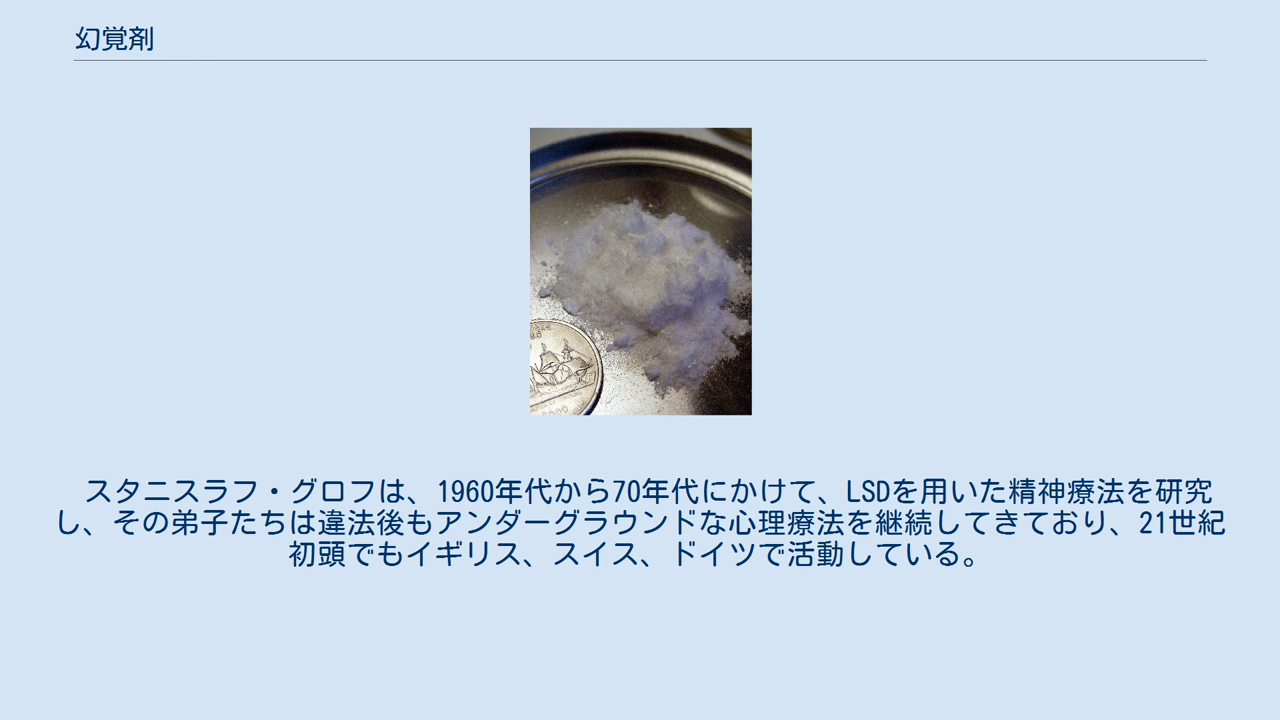 幻覚剤
スタニスラフ・グロフは、1960年代から70年代にかけて、LSDを用いた精神療法を研究
し、その弟子たちは違法後もアンダーグラウンドな心理療法を継続してきており、21世紀
初頭でもイギリス、スイス、ドイツで活動している。